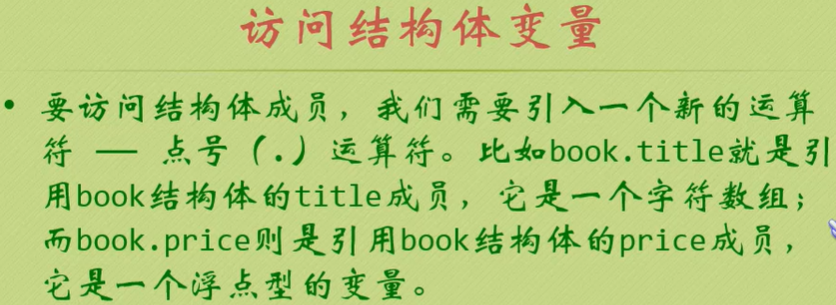 访问结构体变量
• 要访问结构体成员，我们需要引入一个新的运算
符 — 点号（.）运算符。比如book.title就是引
用book结构体的title成员，它是一个字符数组；
而book.price则是引用book结构体的price成员，
它是一个浮点型的变量。